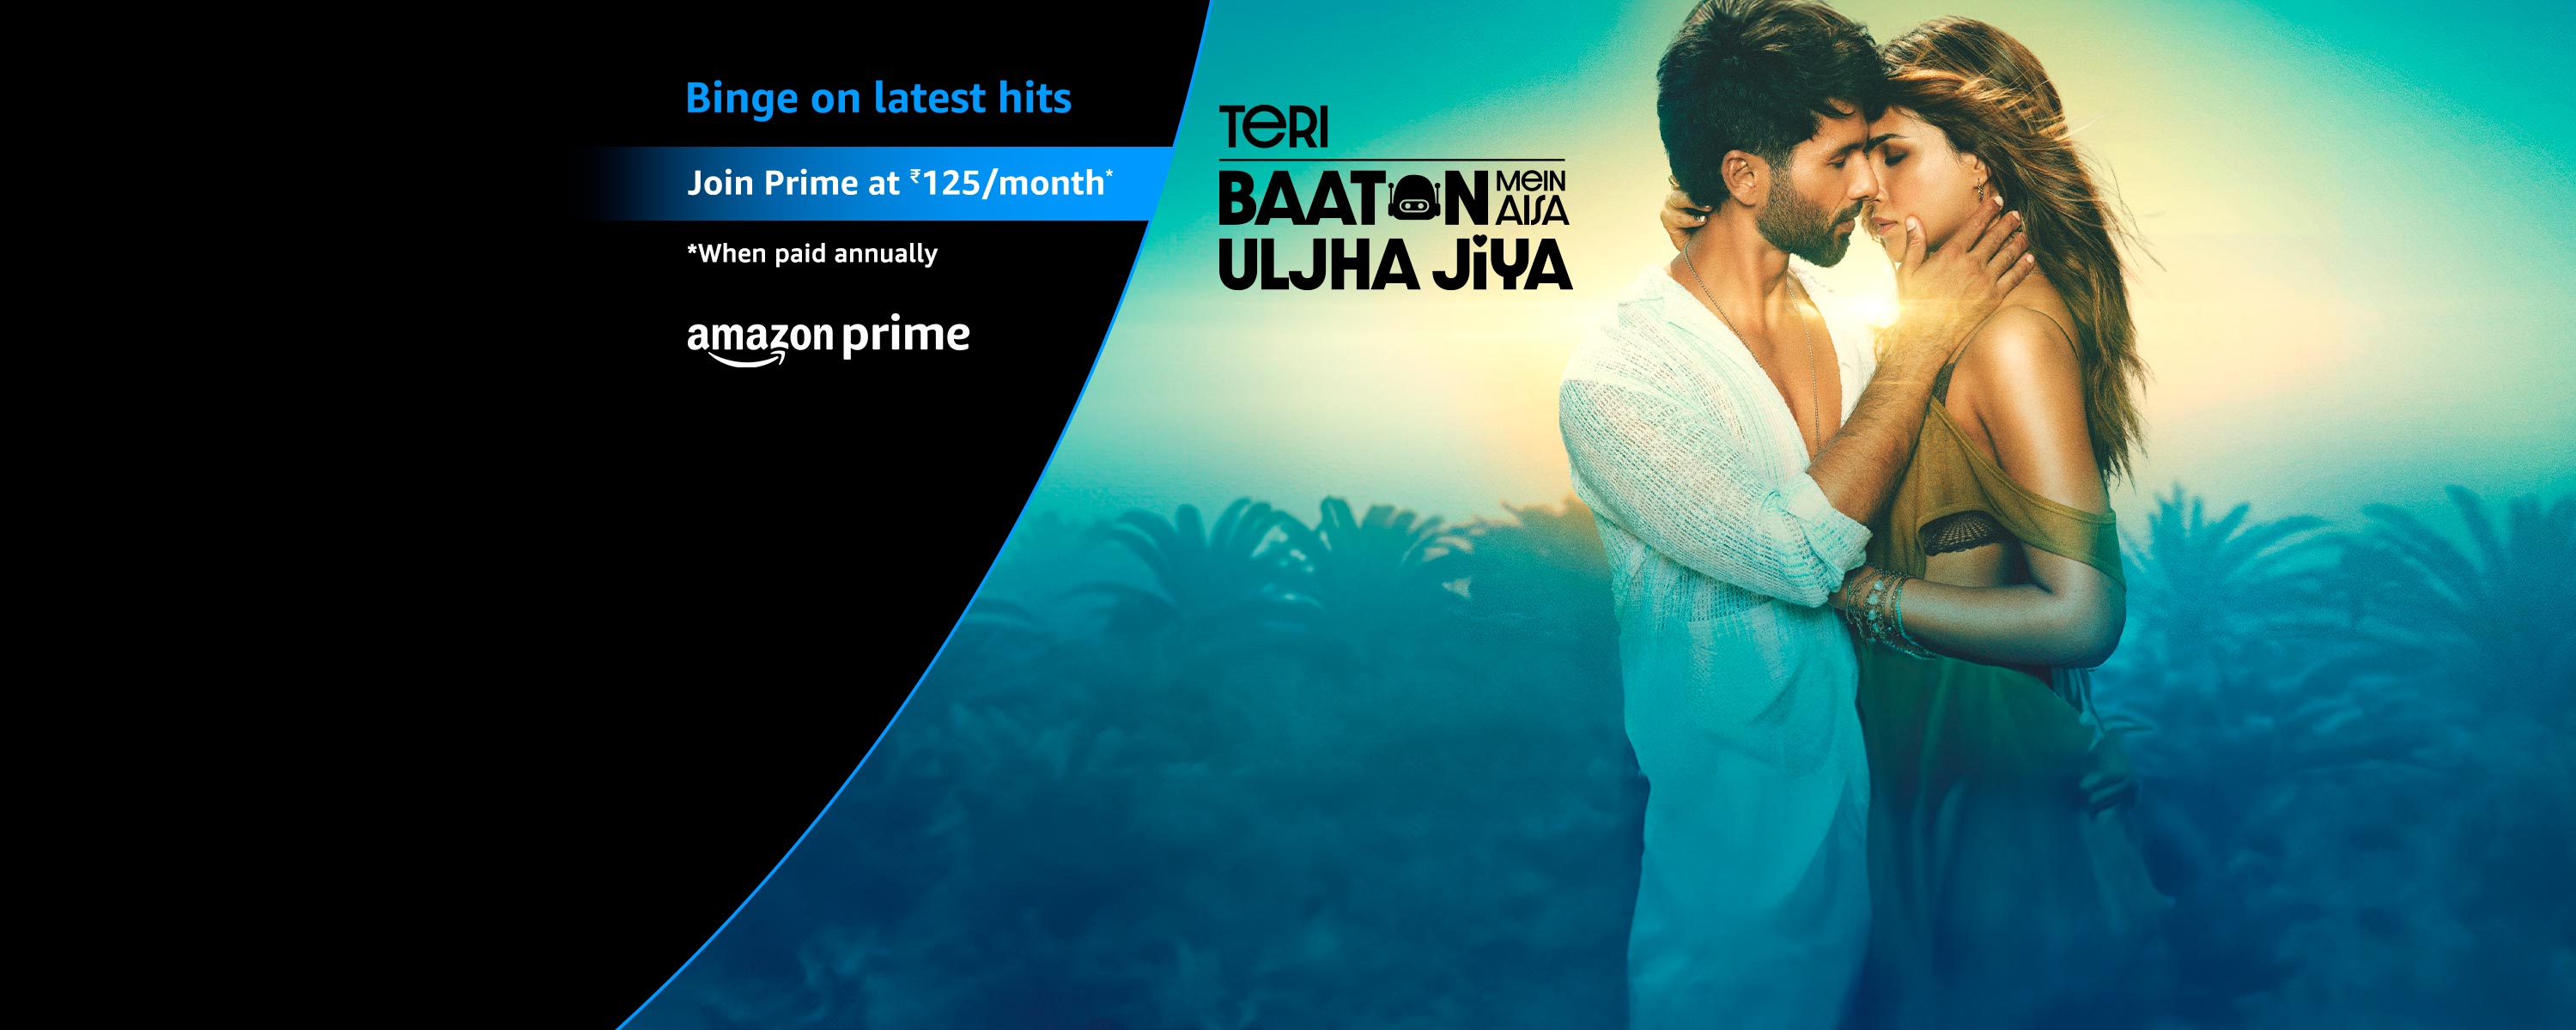 Binge on latest hits
Join Prime at ₹125/month*
*When paid annually
amazon prime
TeRI
BAATON MeIN
AISA
ULJHA JiYA